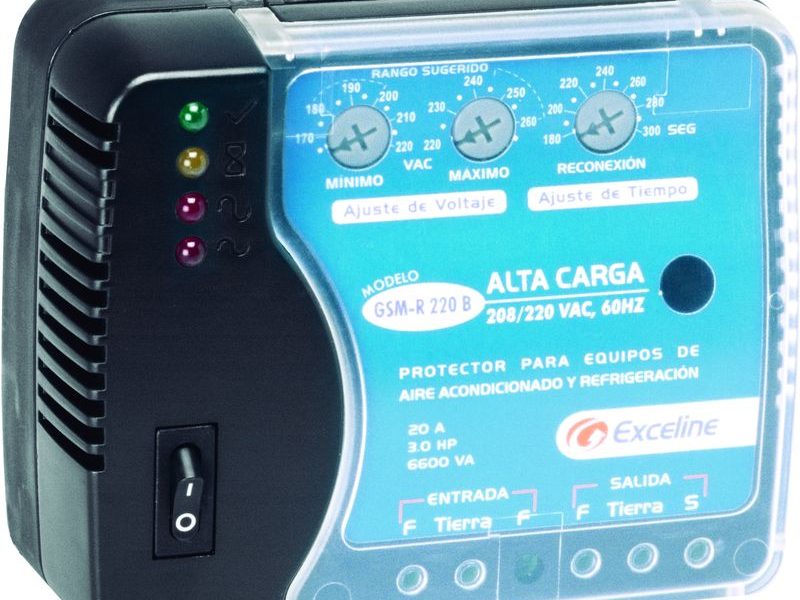 RANGO SUGERIDO
170 180 190 200 210 220
VAC
MÍNIMO
220 230 240 250 260
MÁXIMO
180 200 220 240 260 280 300 SEG
RECONEXIÓN
Ajuste de Voltaje
Ajuste de Tiempo
MODELO
GSM-R 220 B
ALTA CARGA
208/220 VAC, 60HZ
PROTECTOR PARA EQUIPOS DE
AIRE ACONDICIONADO Y REFRIGERACIÓN
20 A
3.0 HP
6600 VA
Exceline
ENTRADA
F Tierra F
SALIDA
F Tierra S
I
O